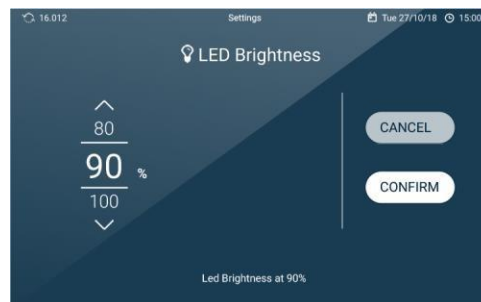 16.012 Settings Tue 27/10/18 15:00
LED Brightness
80
90 %
100
CANCEL
CONFIRM
Led Brightness at 90%